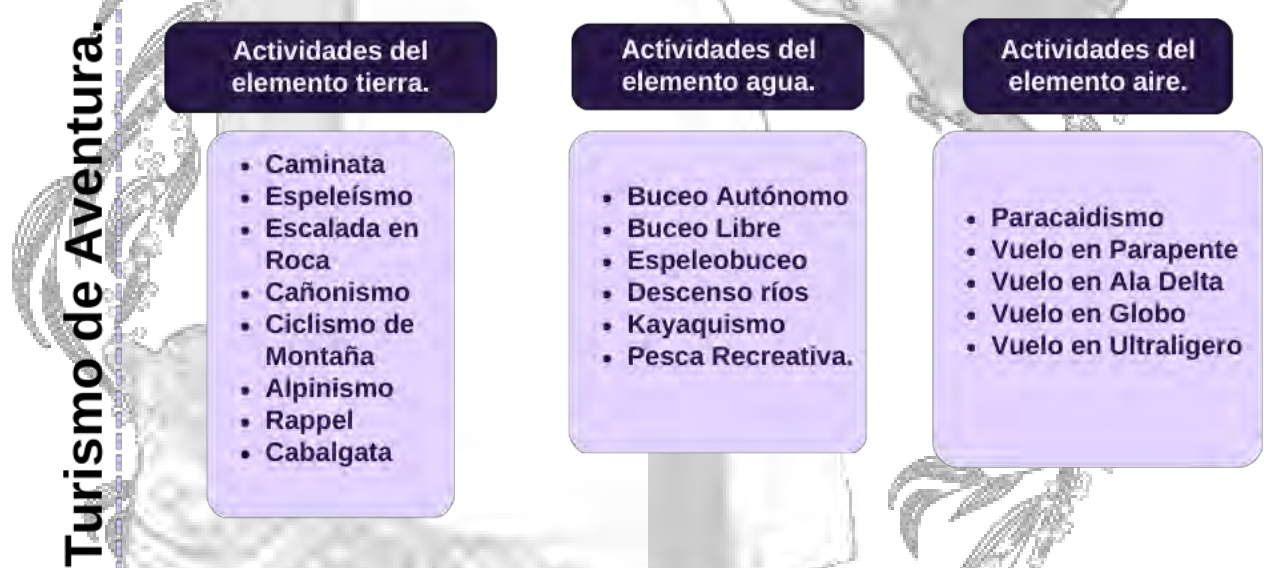 Turismo de Aventura.
Actividades del
elemento tierra.
• Caminata
• Espeleísmo
• Escalada en
Roca
• Cañonismo
• Ciclismo de
Montaña
• Alpinismo
• Rappel
• Cabalgata
Actividades del
elemento agua.
• Buceo Autónomo
• Buceo Libre
• Espeleobuceo
• Descenso ríos
• Kayaquismo
• Pesca Recreativa.
Actividades del
elemento aire.
• Paracaidismo
• Vuelo en Parapente
• Vuelo en Ala Delta
• Vuelo en Globo
• Vuelo en Ultraligero